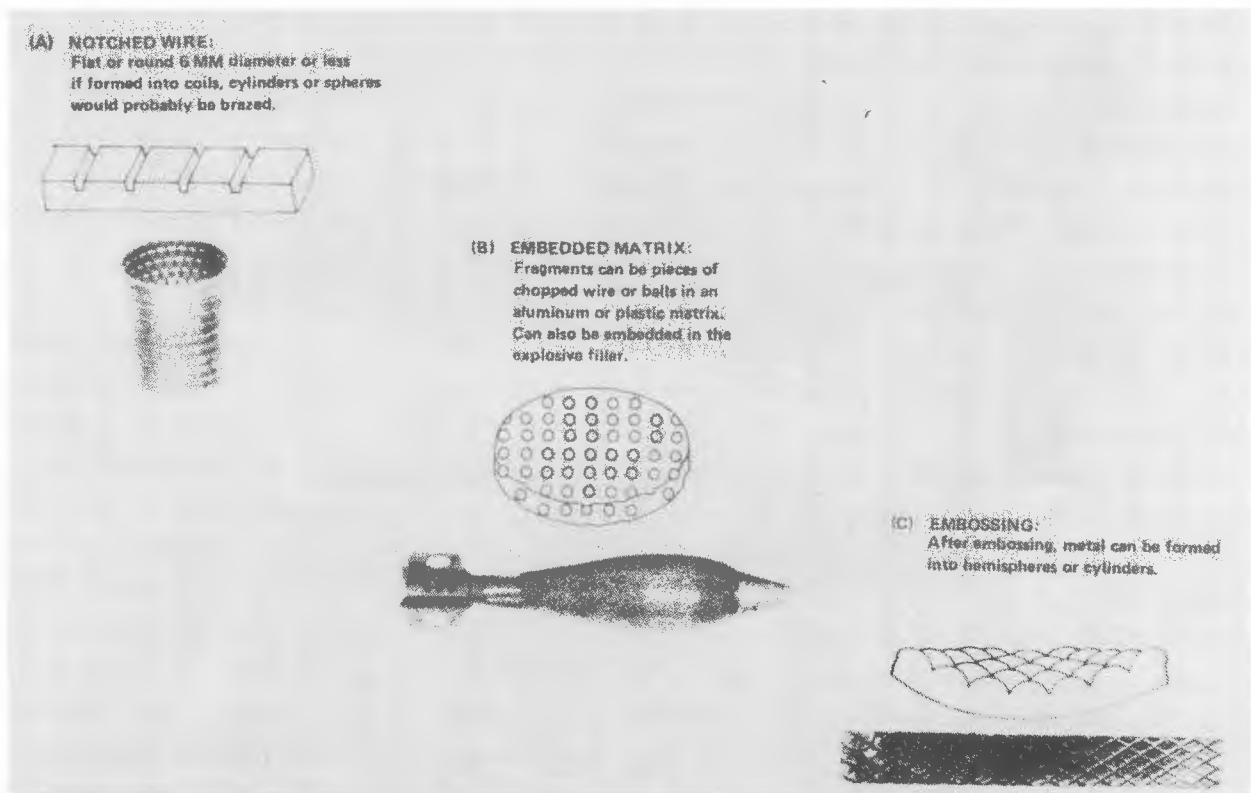 (A) NOTCHED WIRE:
Flat or round 6 MM diameter or less
if formed into coils, cylinders or spheres
would probably be brazed.
(B) EMBEDDED MATRIX:
Fragments can be pieces of
chopped wire or balls in an
aluminum or plastic matrix.
Can also be embedded in the
explosive filler.
(C) EMBOSSING:
After embossing, metal can be formed
into hemispheres or cylinders.